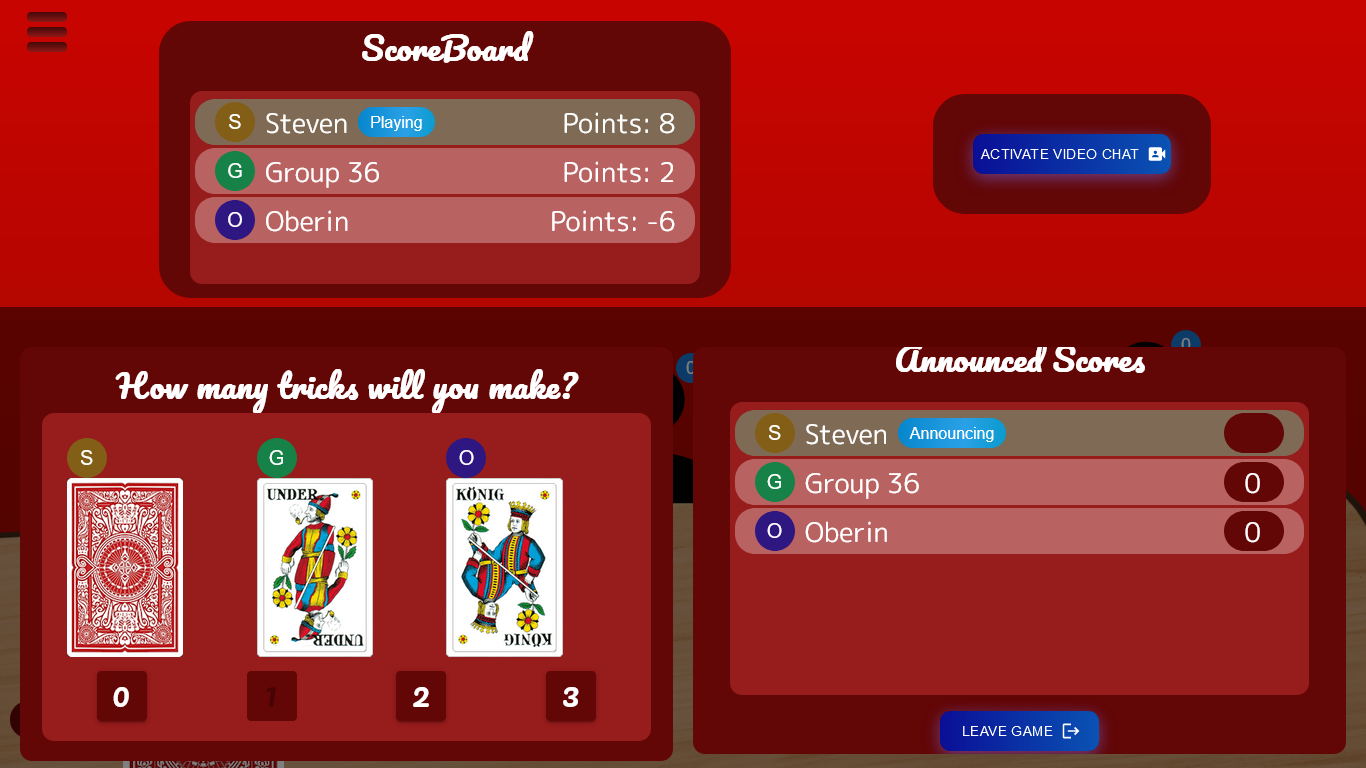 ScoreBoard
S Steven Playing Points: 8
G Group 36 Points: 2
O Oberin Points: -6
ACTIVATE VIDEO CHAT
0
0
How many tricks will you make?
S G O
UNDER
UNDER
KÖNIG
KÖNIG
0 1 2 3
Announced Scores
S Steven Announcing
G Group 36 0
O Oberin 0
LEAVE GAME